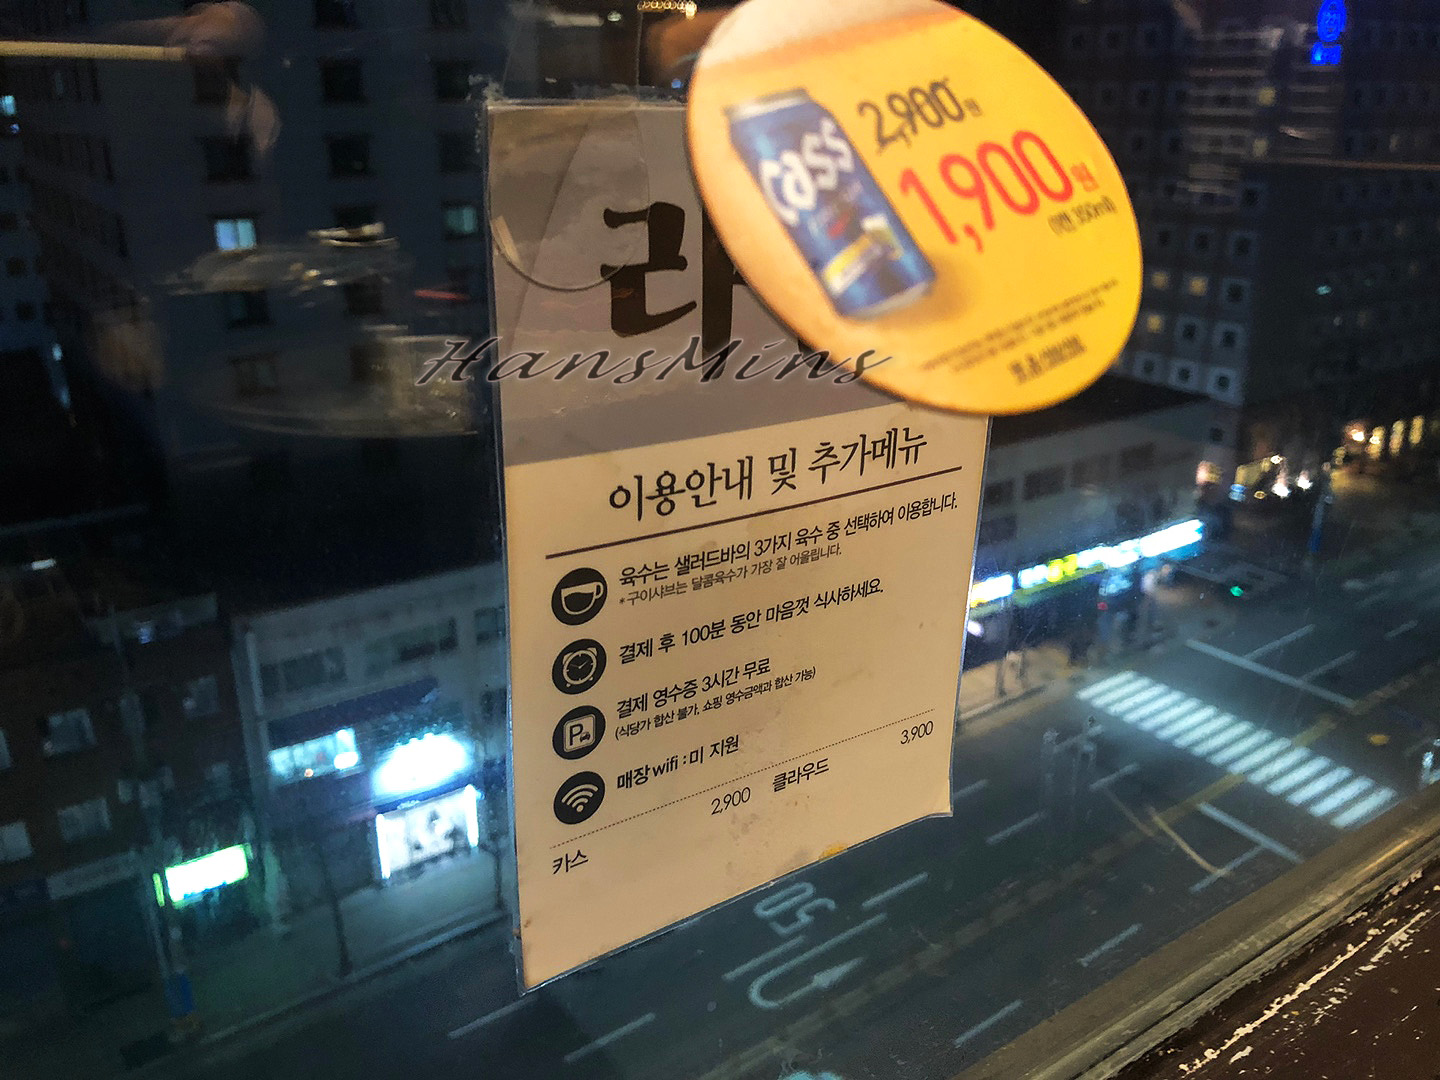 cass
2,900원
1,900원
(1캔 350ml)
라
HansMins
이용안내 및 추가메뉴
육수는 샐러드바의 3가지 육수 중 선택하여 이용합니다.
*구이샤브는 달콤육수가 가장 잘 어울립니다.
결제 후 100분 동안 마음껏 식사하세요.
결제 영수증 3시간 무료
(식당가 합산 불가, 쇼핑 영수금액과 합산 가능)
P
매장 wifi : 미 지원
카스 2,900 클라우드 3,900
50